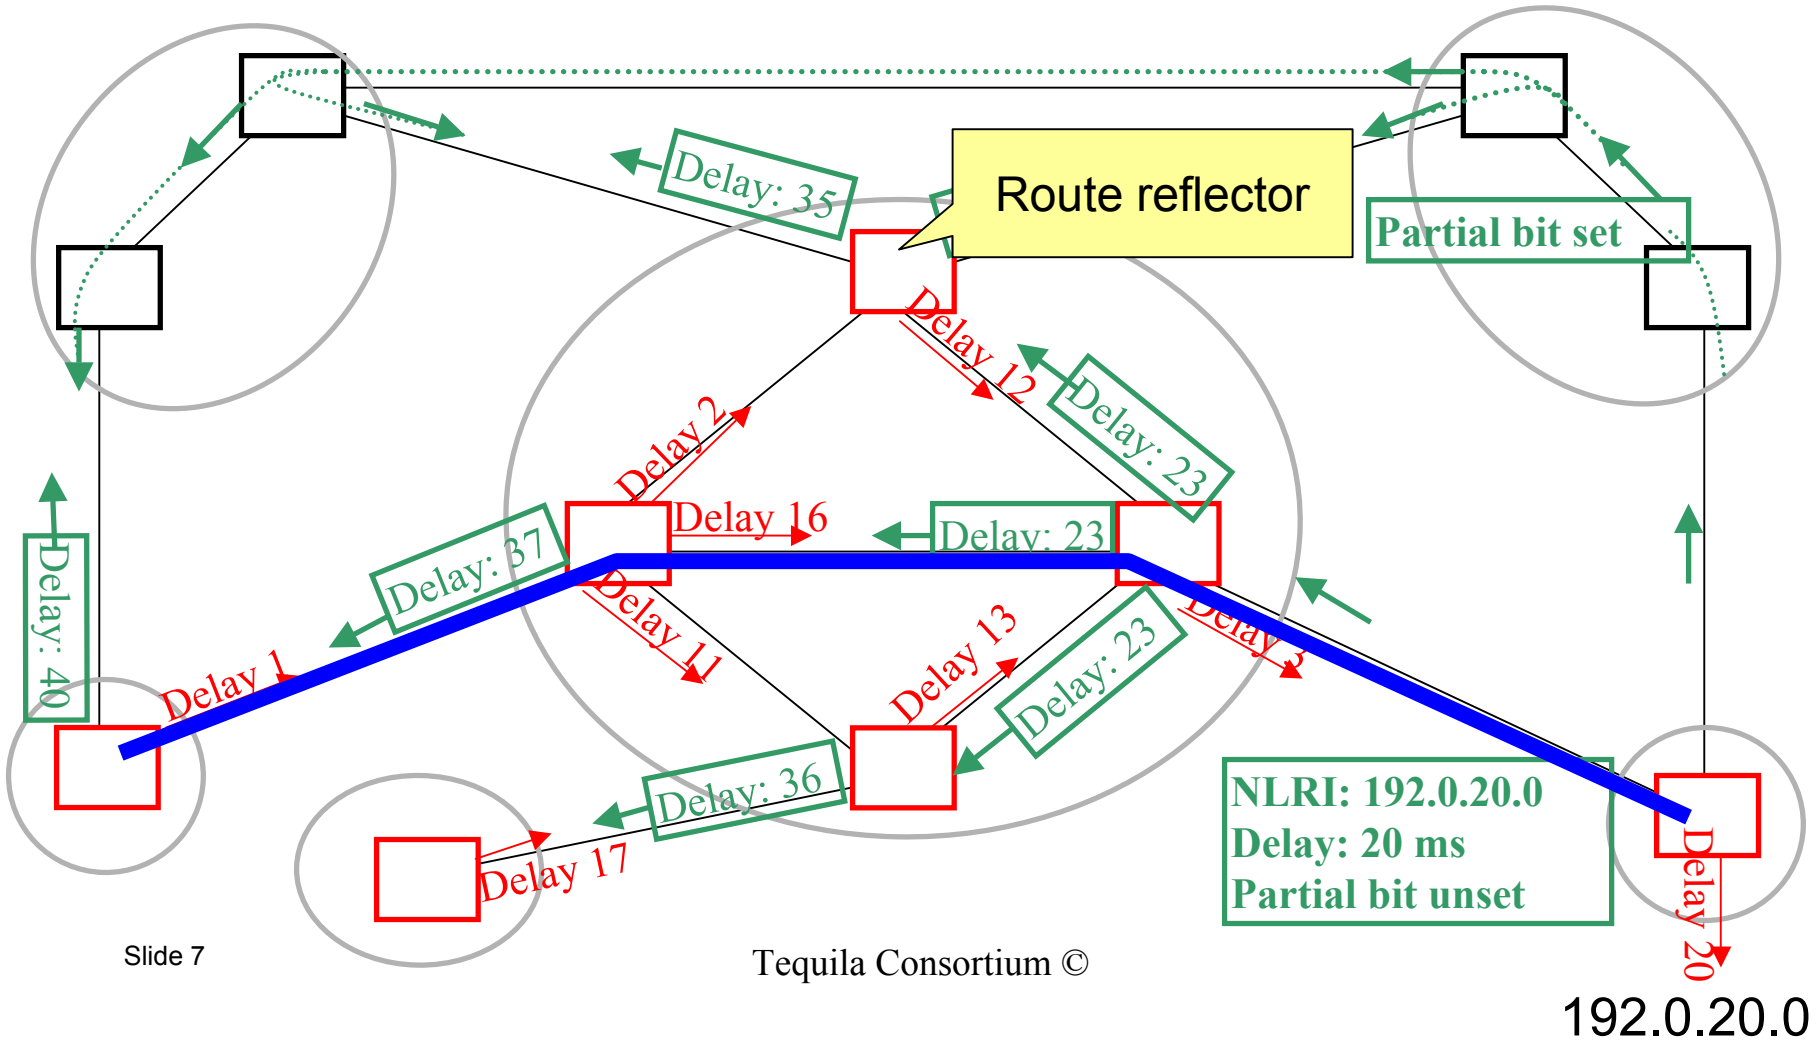 Delay: 35
Route reflector
Partial bit set
Delay 12
Delay: 23
Delay 2
Delay 16
Delay: 23
Delay: 37
Delay: 40
Delay 1
Delay 11
Delay 13
Delay: 23
Delay 3
Delay: 36
Delay 17
NLRI: 192.0.20.0
Delay: 20 ms
Partial bit unset
Delay 20
Slide 7
Tequila Consortium ©
192.0.20.0